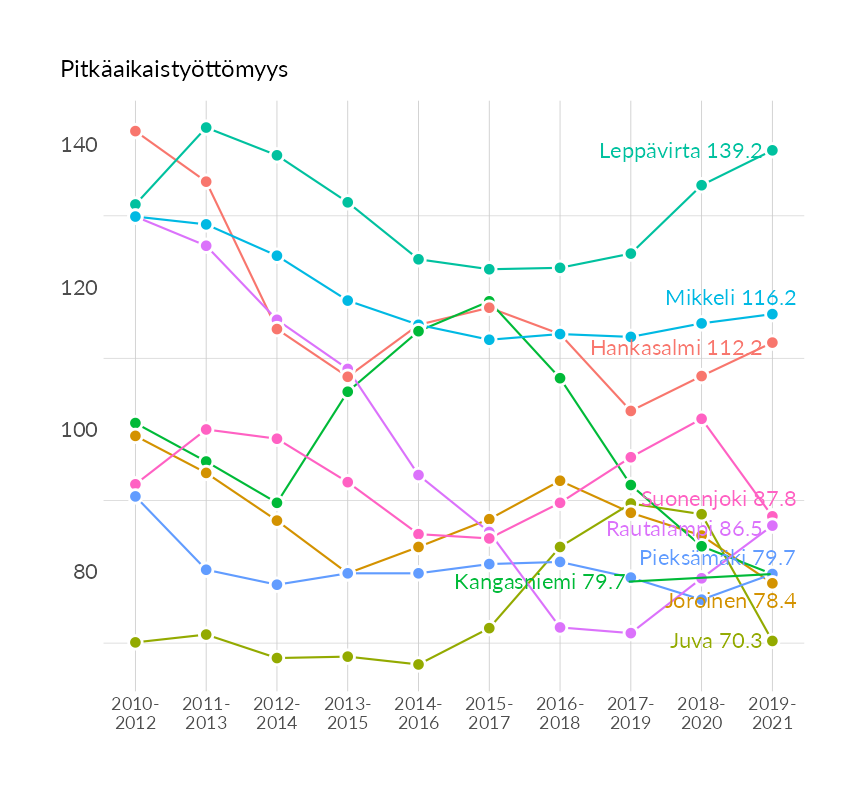 Pitkäaikaistyöttömyys
140
120
100
80
Leppävirta 139.2
Mikkeli 116.2
Hankasalmi 112.2
Suonenjoki 87.8
Rautalampi 86.5
Pieksämäki 79.7
Kangasniemi 79.7
Joroinen 78.4
Juva 70.3
2010- 2011- 2012- 2013- 2014- 2015- 2016- 2017- 2018- 2019-
2012 2013 2014 2015 2016 2017 2018 2019 2020 2021